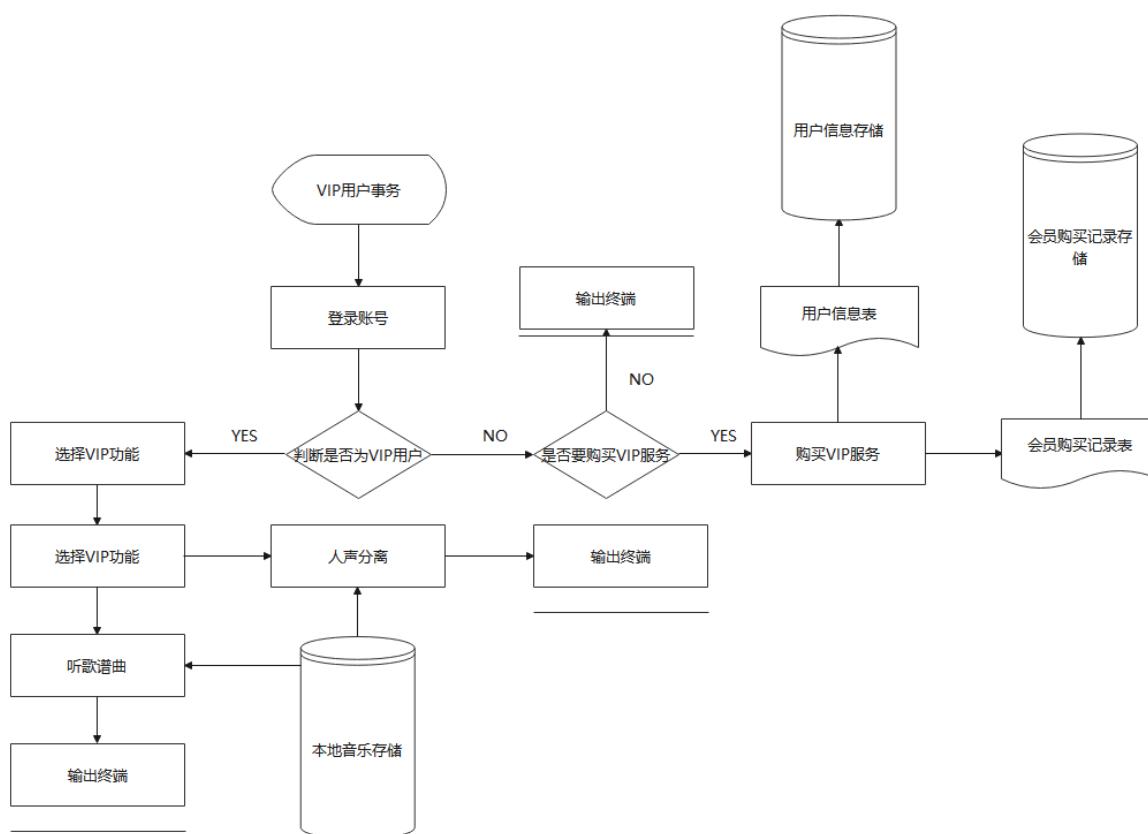 用户信息存储
VIP用户事务
会员购买记录存
储
输出终端
用户信息表
登录账号
NO
YES
NO
YES
选择VIP功能
判断是否为VIP用户
是否要购买VIP服务
购买VIP服务
会员购买记录表
选择VIP功能
人声分离
输出终端
听歌谱曲
本地音乐存储
输出终端